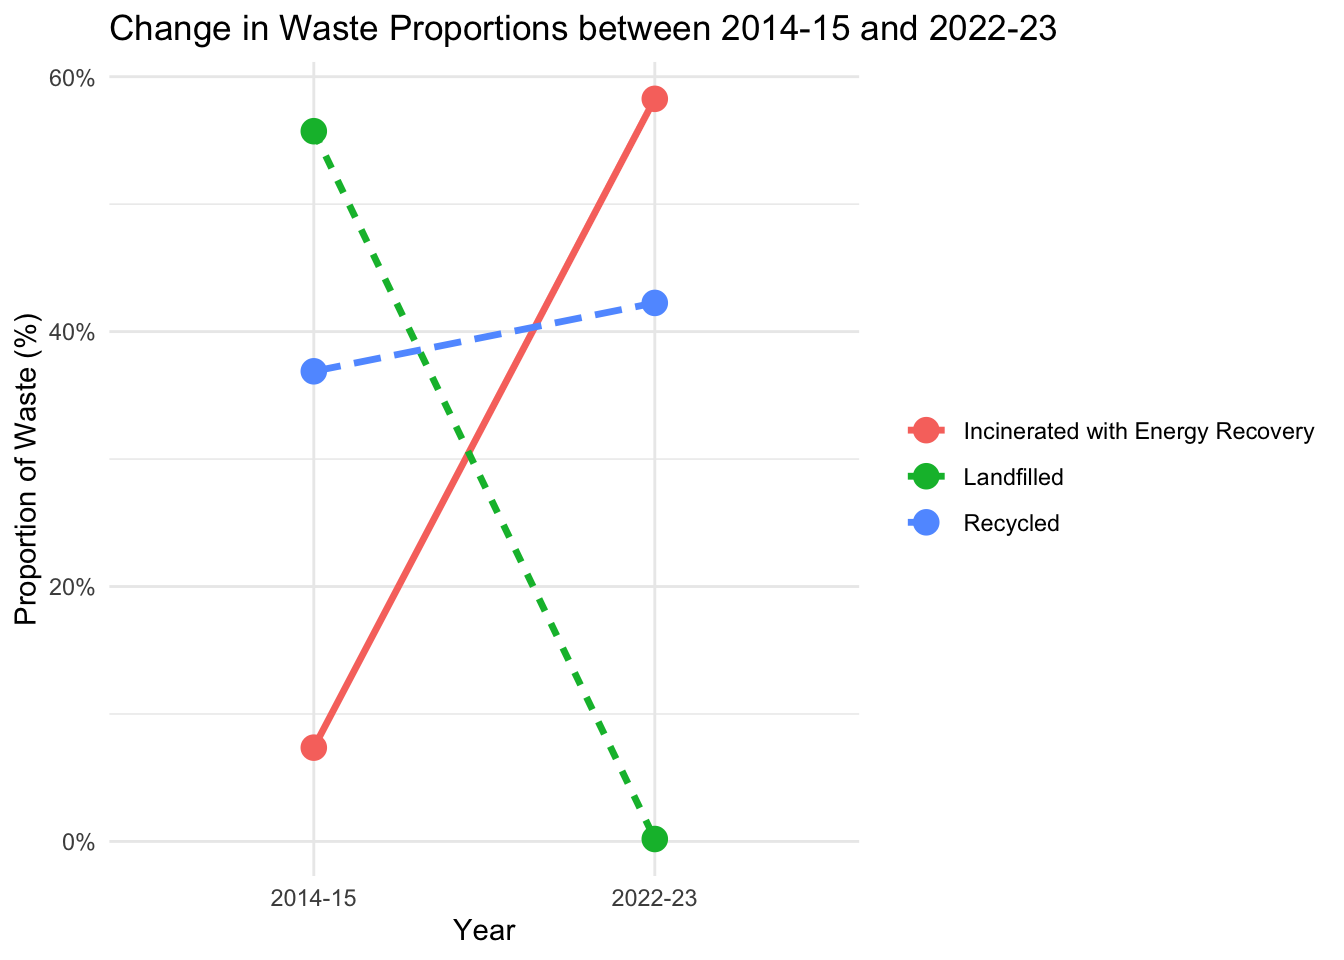 Change in Waste Proportions between 2014-15 and 2022-23
Proportion of Waste (%)
60%
40%
20%
0%
2014-15
2022-23
Year
Incinerated with Energy Recovery
Landfilled
Recycled